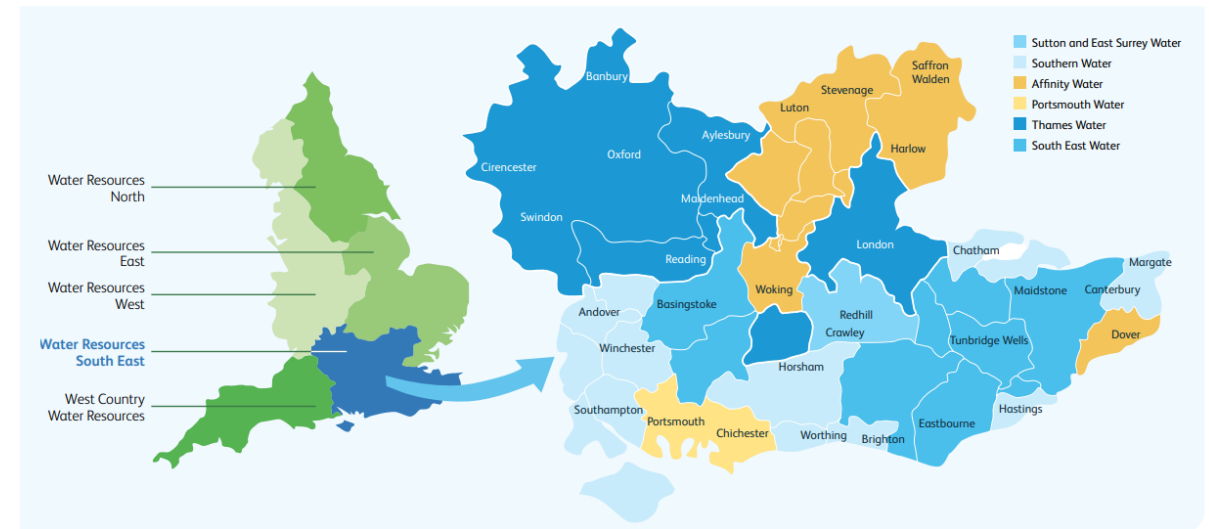 Water Resources
North
Water Resources
East
Water Resources
West
Water Resources
South East
West Country
Water Resources
Sutton and East Surrey Water
Southern Water
Affinity Water
Portsmouth Water
Thames Water
South East Water
Banbury
Saffron
Walden
Stevenage
Luton
Aylesbury
Harlow
Oxford
Cirencester
Maidenhead
Swindon
London
Chatham
Reading
Margate
Woking
Maidstone
Canterbury
Basingstoke
Andover
Redhill
Crawley
Dover
Tunbridge Wells
Winchester
Horsham
Southampton
Hastings
Portsmouth
Chichester
Eastbourne
Worthing
Brighton